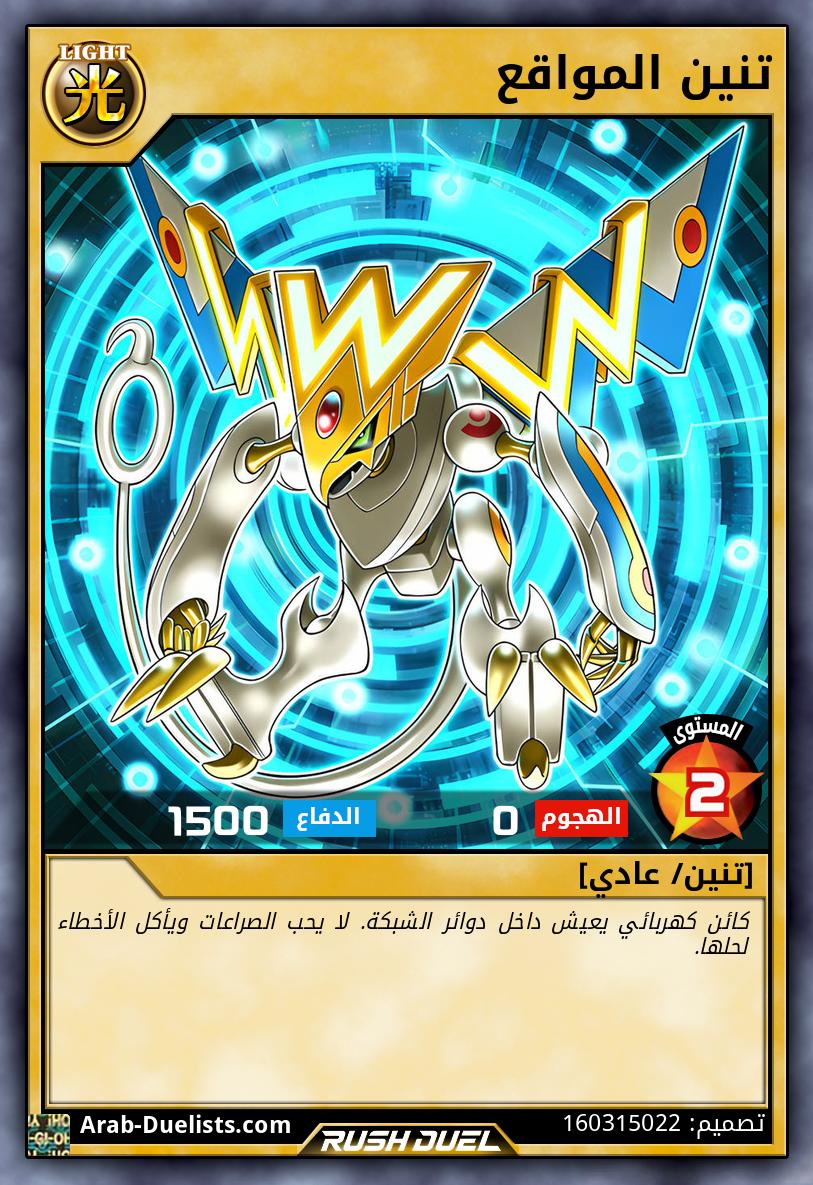 LIGHT
光
تنين المواقع
W W W
المستوى
2
الهجوم 0 الدفاع 1500
[تنين/ عادي]
كائن كهربائي يعيش داخل دوائر الشبكة. لا يحب الصراعات ويأكل الأخطاء
لحلها.
تصميم: 160315022
RUSH DUEL
Arab-Duelists.com